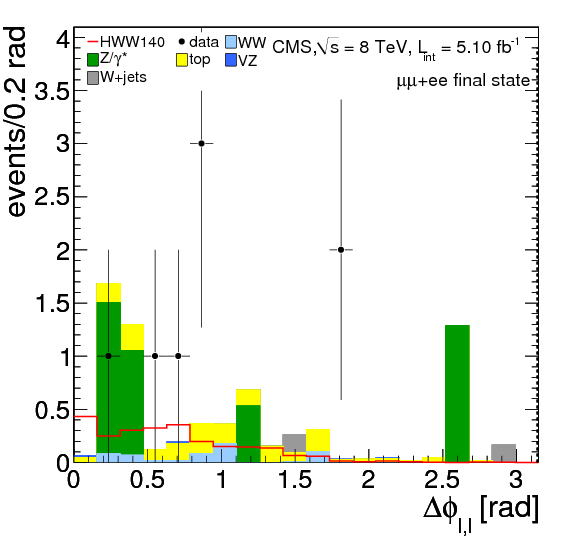 HWW140 data WW CMS,√s = 8 TeV, L_int = 5.10 fb⁻¹
Z/γ* top VZ
W+jets μμ+ee final state
events/0.2 rad
4
3.5
3
2.5
2
1.5
1
0.5
0
0 0.5 1 1.5 2 2.5 3
Δϕ_l,l [rad]